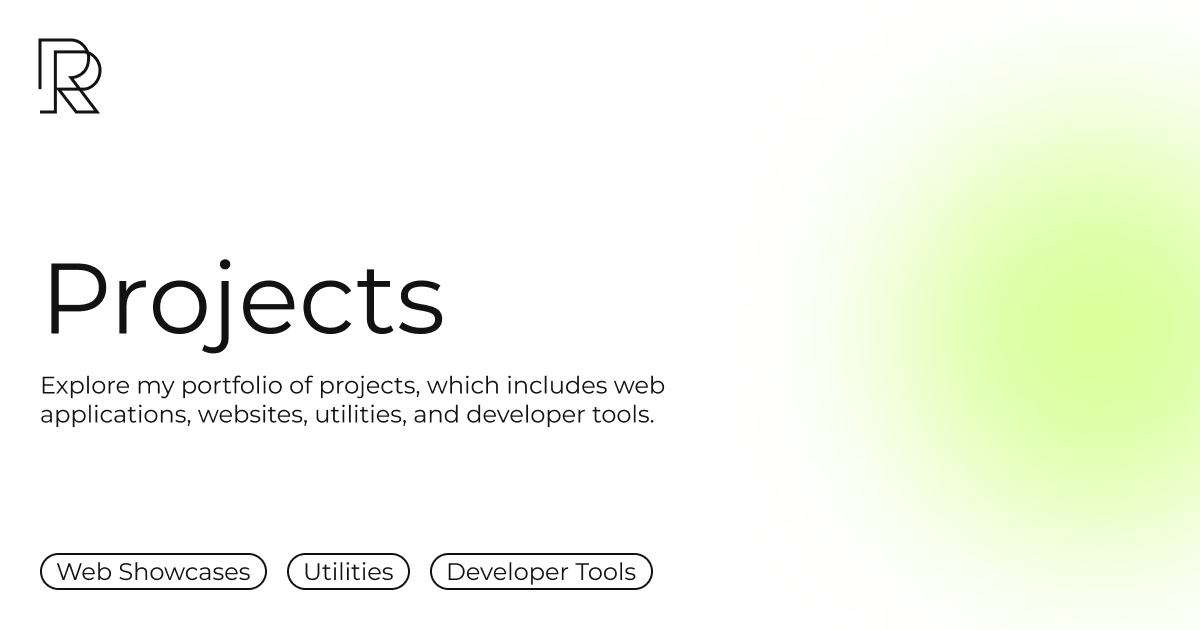 Projects
Explore my portfolio of projects, which includes web
applications, websites, utilities, and developer tools.
Web Showcases Utilities Developer Tools